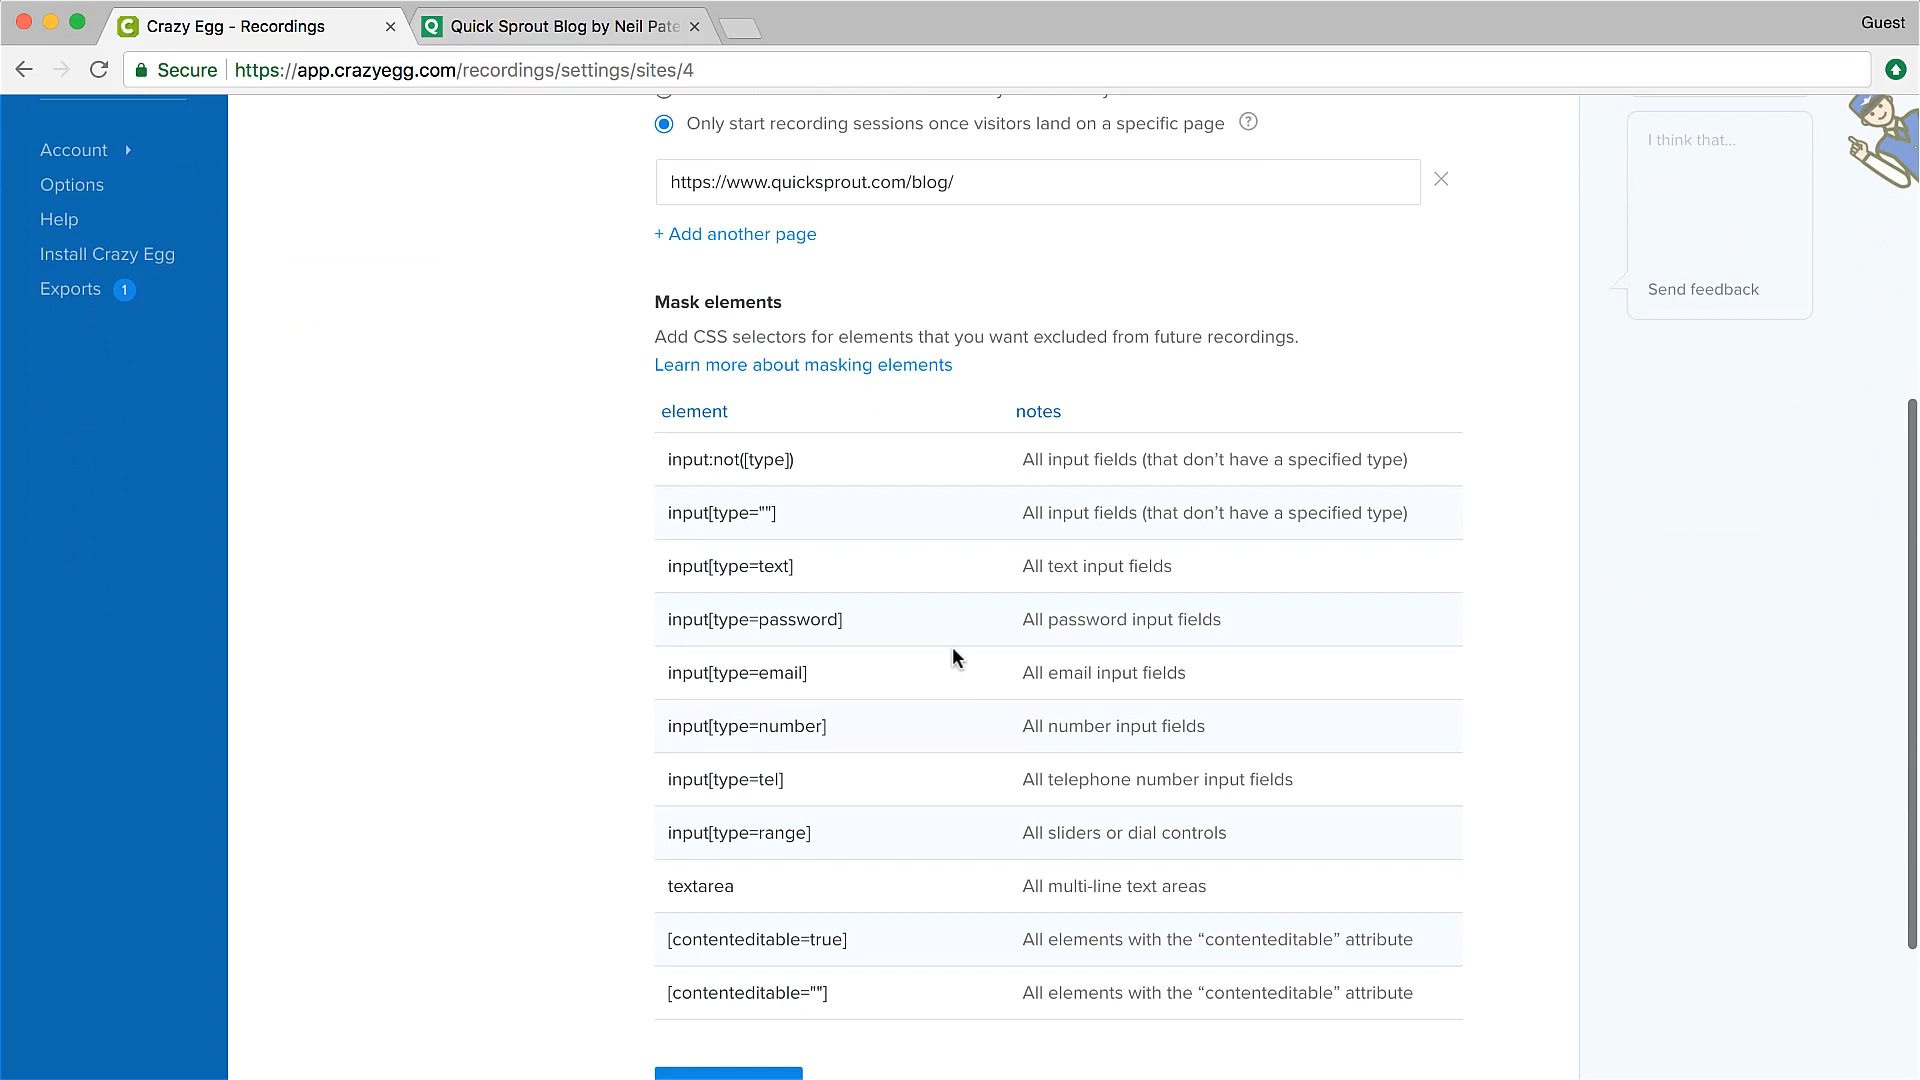 Crazy Egg - Recordings
Quick Sprout Blog by Neil Pate
Guest
Secure
https://app.crazyegg.com/recordings/settings/sites/4
Account
Options
Help
Install Crazy Egg
Exports 1
Only start recording sessions once visitors land on a specific page ?
https://www.quicksprout.com/blog/
+ Add another page
Mask elements
Add CSS selectors for elements that you want excluded from future recordings.
Learn more about masking elements
element notes
input:not([type]) All input fields (that don’t have a specified type)
input[type=""] All input fields (that don’t have a specified type)
input[type=text] All text input fields
input[type=password] All password input fields
input[type=email] All email input fields
input[type=number] All number input fields
input[type=tel] All telephone number input fields
input[type=range] All sliders or dial controls
textarea All multi-line text areas
[contenteditable=true] All elements with the “contenteditable” attribute
[contenteditable=""] All elements with the “contenteditable” attribute
I think that...
Send feedback